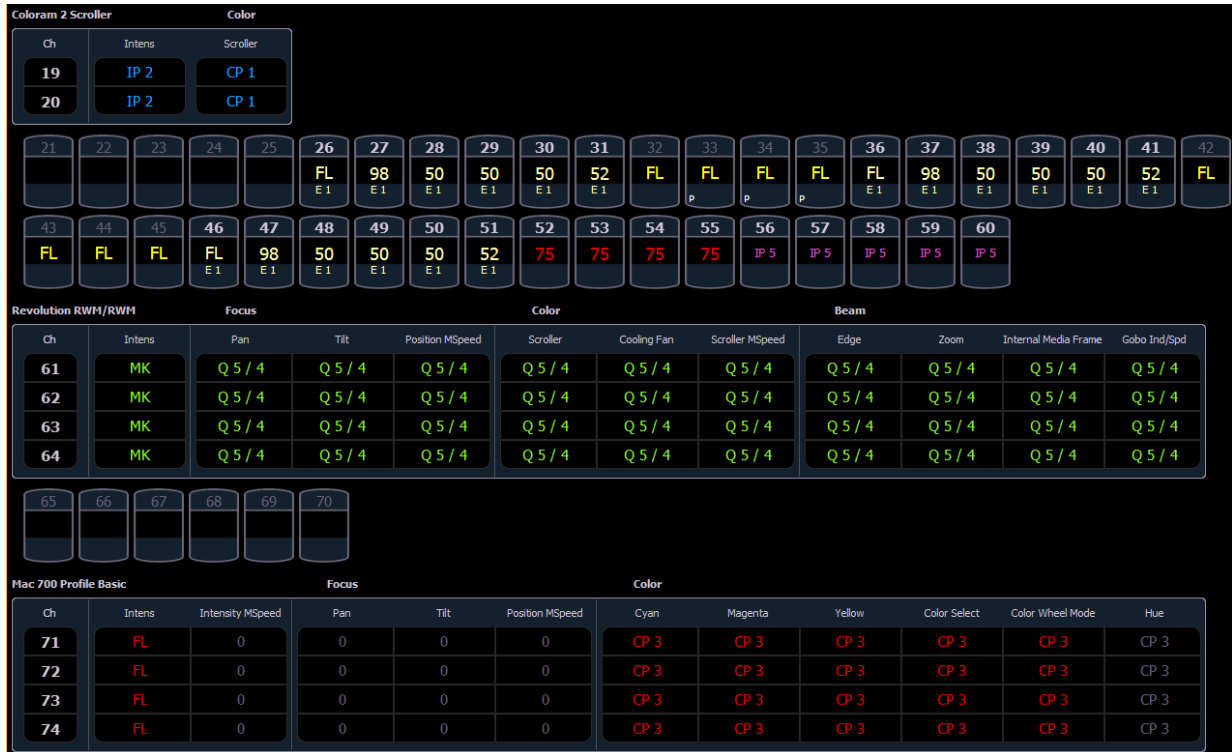 Coloram 2 Scroller Color
Ch Intens Scroller
19 IP 2 CP 1
20 IP 2 CP 1
21 22 23 24 25 26 27 28 29 30 31 32 33 34 35 36 37 38 39 40 41 42
FL 98 50 50 50 52 FL FL FL FL FL 98 50 50 50 52 FL
E 1 E 1 E 1 E 1 E 1 E 1 P P P E 1 E 1 E 1 E 1 E 1 E 1
43 44 45 46 47 48 49 50 51 52 53 54 55 56 57 58 59 60
FL FL FL FL 98 50 50 50 52 75 75 75 75 IP 5 IP 5 IP 5 IP 5 IP 5
E 1 E 1 E 1 E 1 E 1 E 1
Revolution RWM/RWM Focus Color Beam
Ch Intens Pan Tilt Position MSpeed Scroller Cooling Fan Scroller MSpeed Edge Zoom Internal Media Frame Gobo Ind/Spd
61 MK Q 5 / 4 Q 5 / 4 Q 5 / 4 Q 5 / 4 Q 5 / 4 Q 5 / 4 Q 5 / 4 Q 5 / 4 Q 5 / 4 Q 5 / 4
62 MK Q 5 / 4 Q 5 / 4 Q 5 / 4 Q 5 / 4 Q 5 / 4 Q 5 / 4 Q 5 / 4 Q 5 / 4 Q 5 / 4 Q 5 / 4
63 MK Q 5 / 4 Q 5 / 4 Q 5 / 4 Q 5 / 4 Q 5 / 4 Q 5 / 4 Q 5 / 4 Q 5 / 4 Q 5 / 4 Q 5 / 4
64 MK Q 5 / 4 Q 5 / 4 Q 5 / 4 Q 5 / 4 Q 5 / 4 Q 5 / 4 Q 5 / 4 Q 5 / 4 Q 5 / 4 Q 5 / 4
65 66 67 68 69 70
Mac 700 Profile Basic Focus Color
Ch Intens Intensity MSpeed Pan Tilt Position MSpeed Cyan Magenta Yellow Color Select Color Wheel Mode Hue
71 FL 0 0 0 0 CP 3 CP 3 CP 3 CP 3 CP 3 CP 3
72 FL 0 0 0 0 CP 3 CP 3 CP 3 CP 3 CP 3 CP 3
73 FL 0 0 0 0 CP 3 CP 3 CP 3 CP 3 CP 3 CP 3
74 FL 0 0 0 0 CP 3 CP 3 CP 3 CP 3 CP 3 CP 3